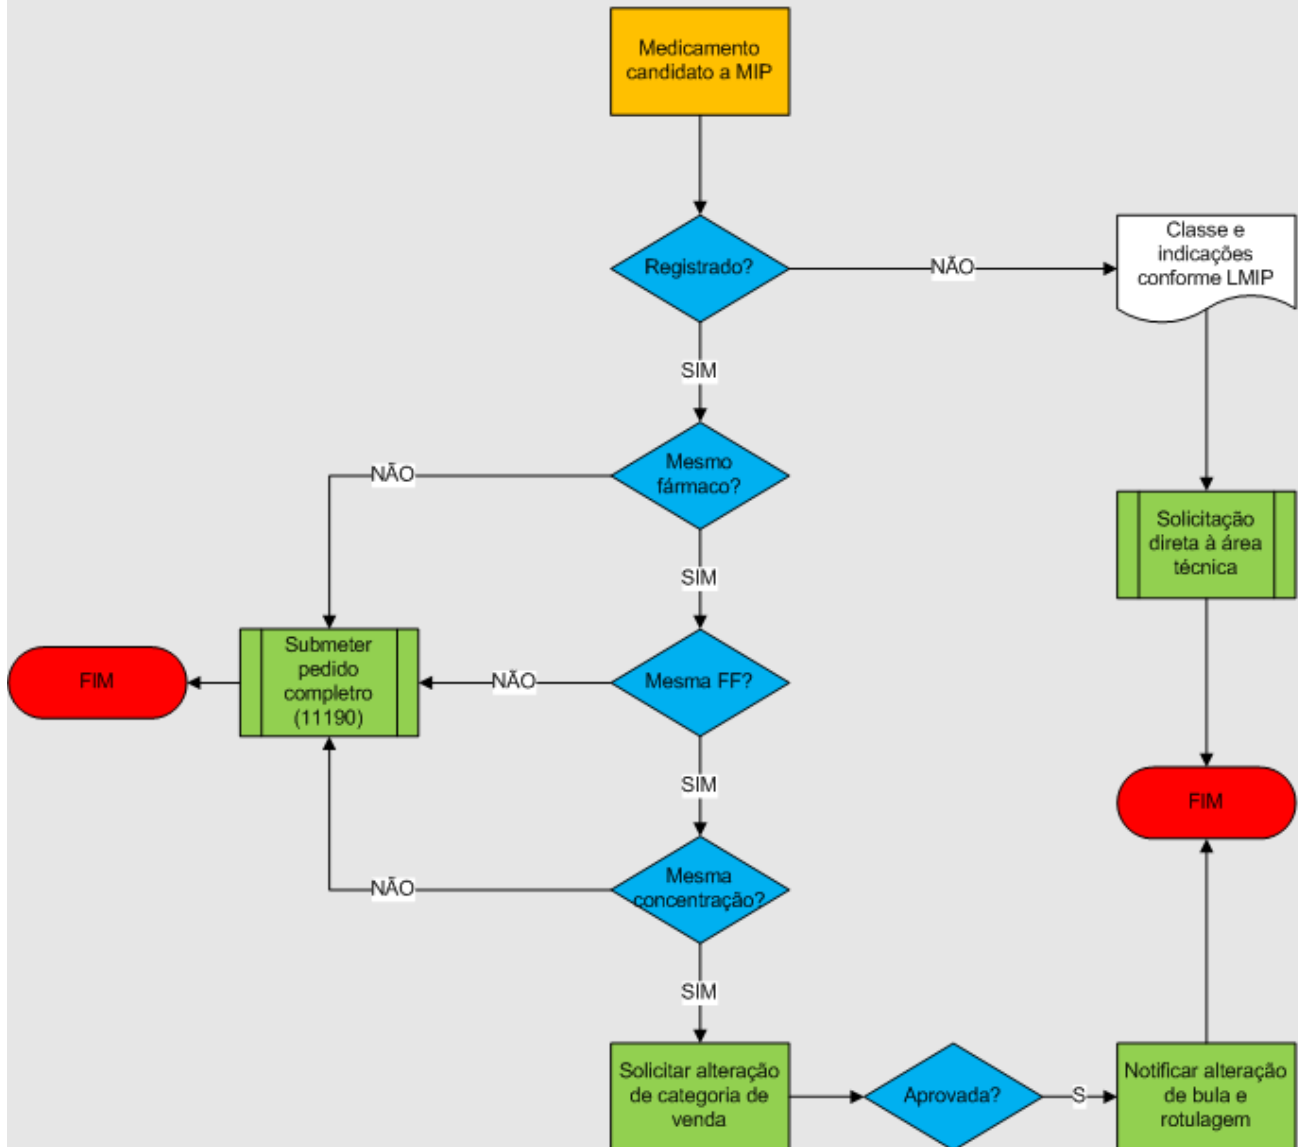 Medicamento
candidato a MIP
Registrado?
NÃO
Classe e
indicações
conforme LMIP
SIM
Mesmo
fármaco?
NÃO
Solicitação
direta à área
técnica
SIM
Submeter
pedido
completro
(11190)
FIM
NÃO
Mesma FF?
SIM
FIM
Mesma
concentração?
NÃO
SIM
Solicitar alteração
de categoria de
venda
Aprovada?
S
Notificar alteração
de bula e
rotulagem